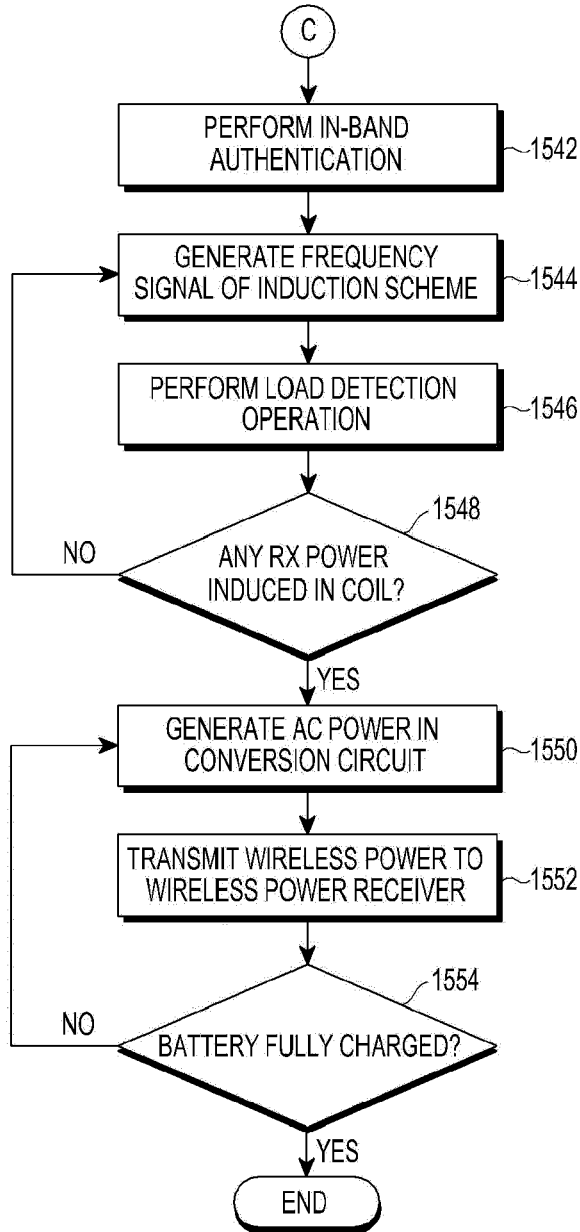 C
PERFORM IN-BAND
AUTHENTICATION
1542
GENERATE FREQUENCY
SIGNAL OF INDUCTION SCHEME
1544
PERFORM LOAD DETECTION
OPERATION
1546
1548
ANY RX POWER
INDUCED IN COIL?
NO
YES
GENERATE AC POWER IN
CONVERSION CIRCUIT
1550
TRANSMIT WIRELESS POWER TO
WIRELESS POWER RECEIVER
1552
1554
BATTERY FULLY CHARGED?
NO
YES
END